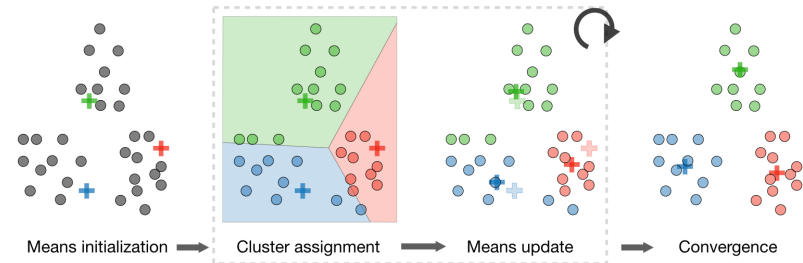 Means initialization
Cluster assignment
Means update
Convergence